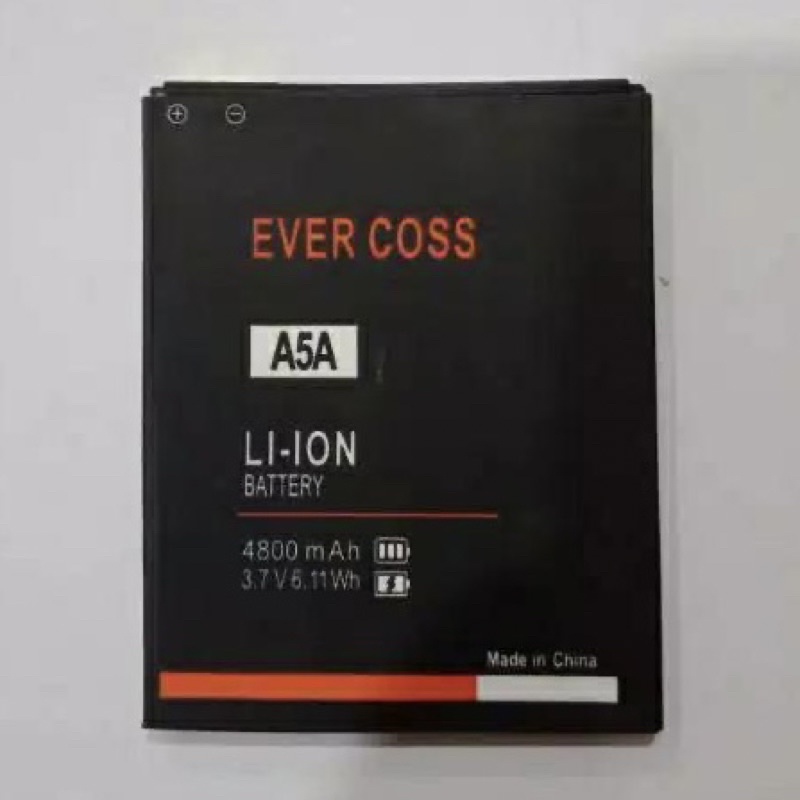 + −
EVER COSS
A5A
LI-ION
BATTERY
4800 mAh
3.7 V 6.11Wh
Made in China